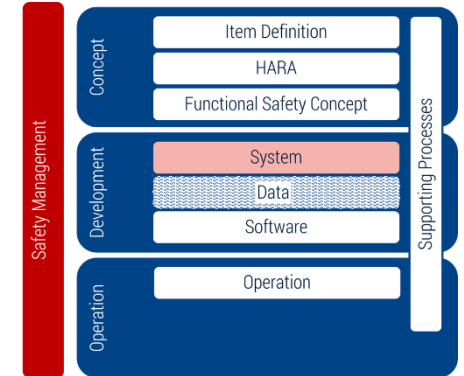 Safety Management
Concept
Item Definition
HARA
Functional Safety Concept
Development
System
Data
Software
Operation
Operation
Supporting Processes